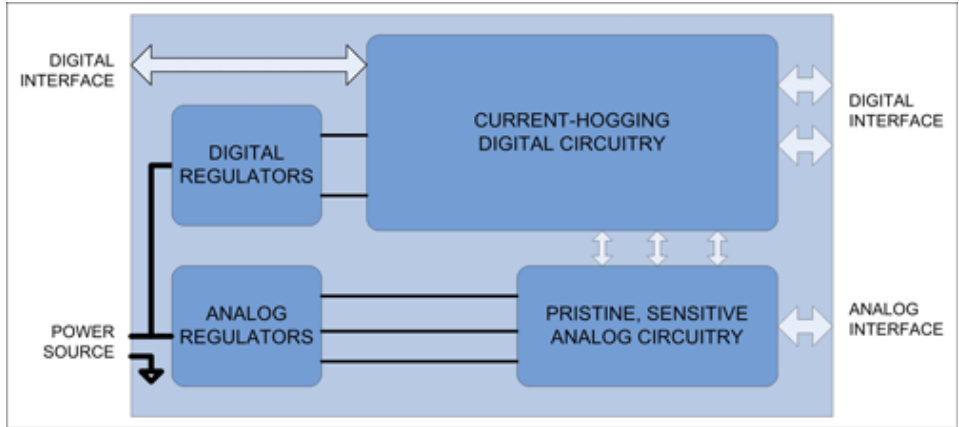 DIGITAL
INTERFACE
CURRENT-HOGGING
DIGITAL CIRCUITRY
DIGITAL
INTERFACE
DIGITAL
REGULATORS
ANALOG
REGULATORS
PRISTINE, SENSITIVE
ANALOG CIRCUITRY
ANALOG
INTERFACE
POWER
SOURCE